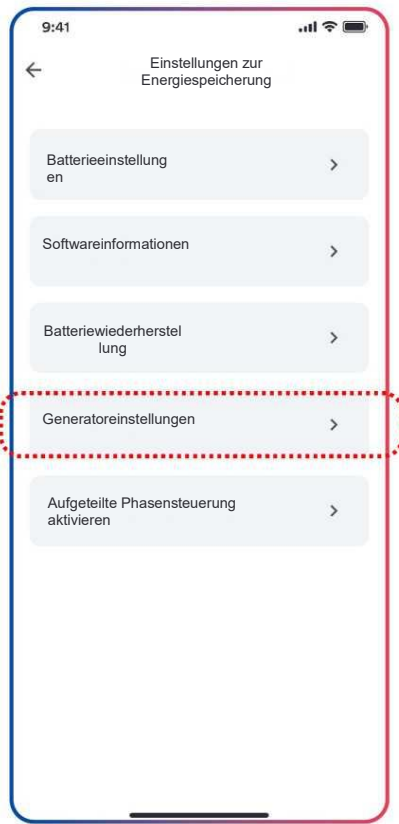 9:41
Einstellungen zur
Energiespeicherung
Batterieeinstellung
en
Softwareinformationen
Batteriewiederherstel
lung
Generatoreinstellungen
Aufgeteilte Phasensteuerung
aktivieren